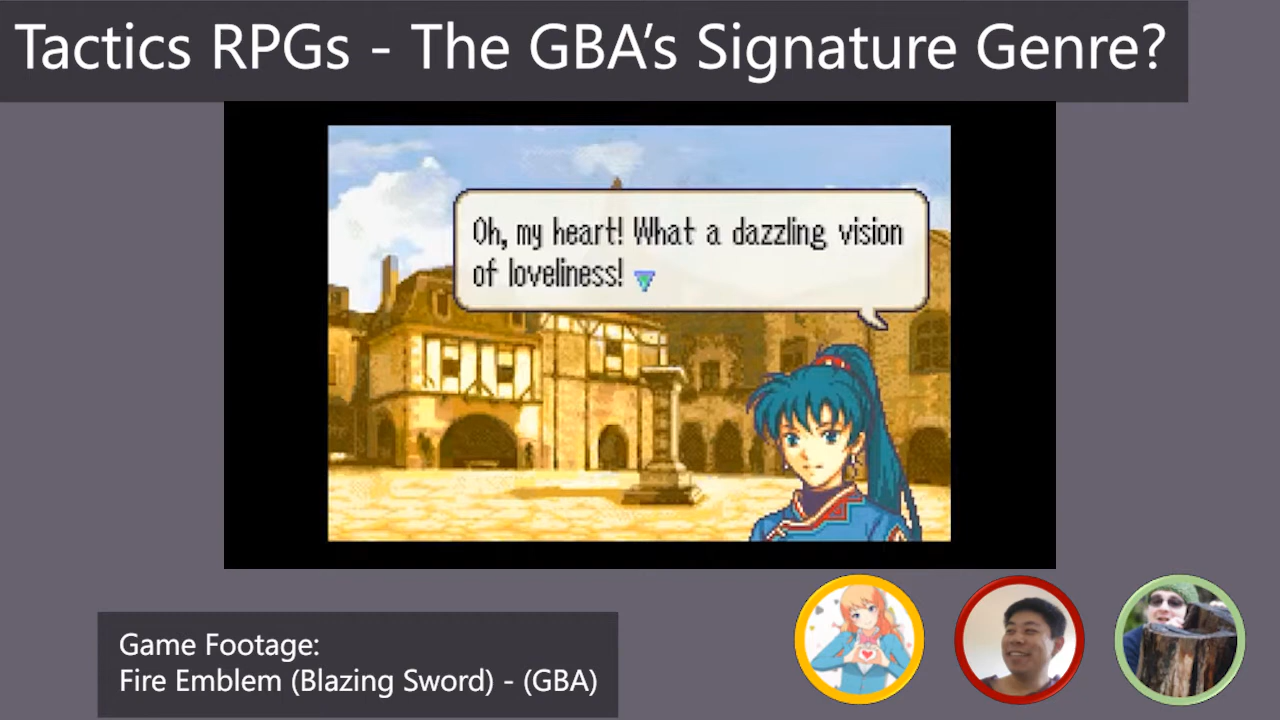 Tactics RPGs - The GBA's Signature Genre?
Oh, my heart! What a dazzling vision
of loveliness!
Game Footage:
Fire Emblem (Blazing Sword) - (GBA)